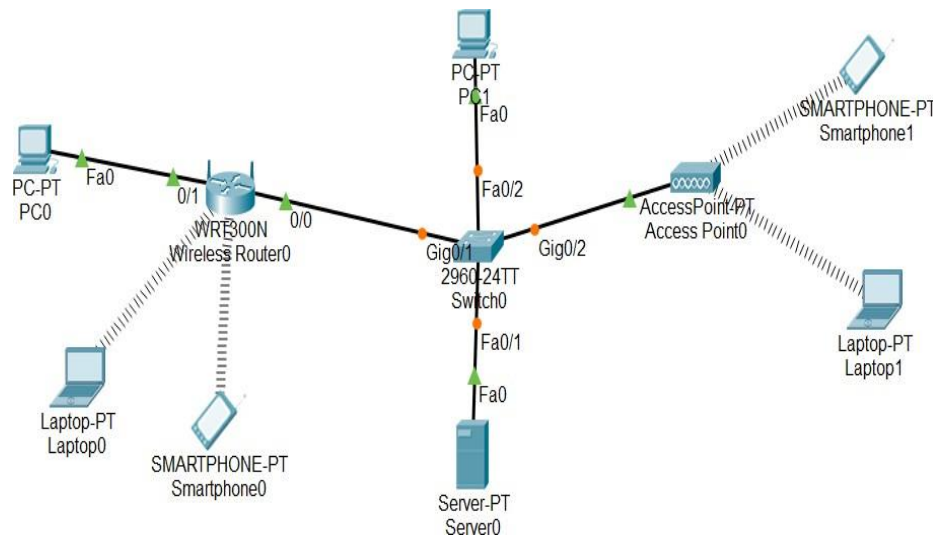 PC-PT
PC1
Fa0
SMARTPHONE-PT
Smartphone1
PC-PT
PC0
Fa0
0/1
WRT300N
Wireless Router0
0/0
Fa0/2
Gig0/1
2960-24TT
Switch0
Gig0/2
AccessPoint-PT
Access Point0
Fa0/1
Fa0
Laptop-PT
Laptop1
Laptop-PT
Laptop0
SMARTPHONE-PT
Smartphone0
Server-PT
Server0